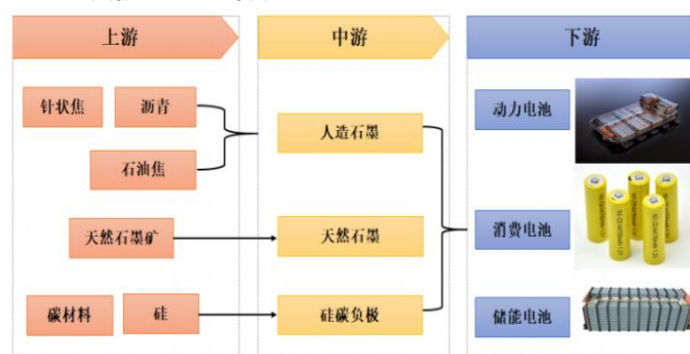 上游
中游
下游
针状焦
沥青
石油焦
天然石墨矿
碳材料
硅
人造石墨
天然石墨
硅碳负极
动力电池
消费电池
储能电池